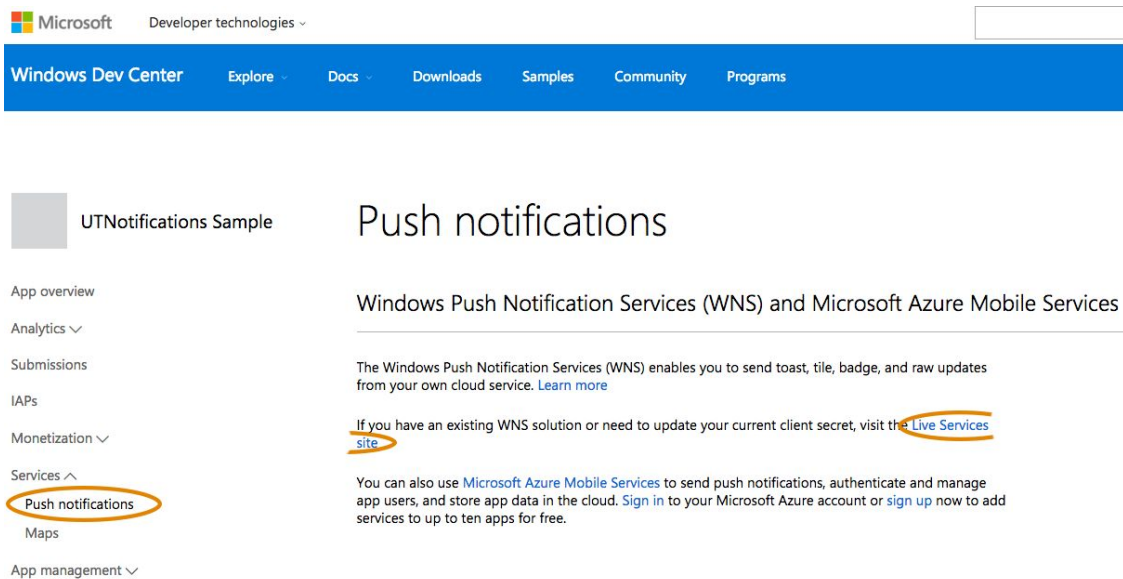 Microsoft Developer technologies
Windows Dev Center Explore Docs Downloads Samples Community Programs
UTNotifications Sample
Push notifications
App overview
Analytics
Submissions
IAPs
Monetization
Services
Push notifications
Maps
App management
Windows Push Notification Services (WNS) and Microsoft Azure Mobile Services
The Windows Push Notification Services (WNS) enables you to send toast, tile, badge, and raw updates
from your own cloud service. Learn more
If you have an existing WNS solution or need to update your current client secret, visit the Live Services
site
You can also use Microsoft Azure Mobile Services to send push notifications, authenticate and manage
app users, and store app data in the cloud. Sign in to your Microsoft Azure account or sign up now to add
services to up to ten apps for free.